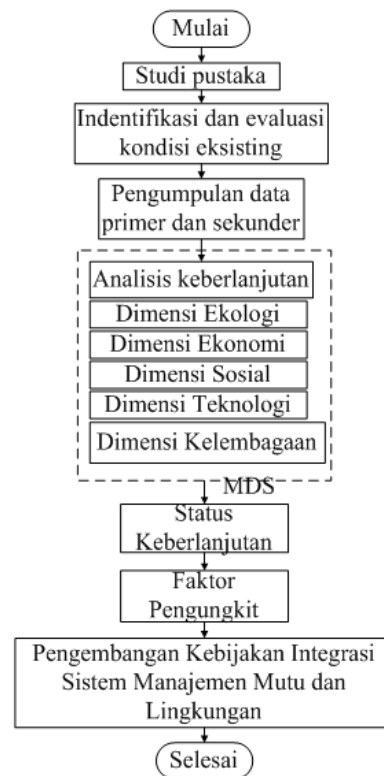 Mulai
Studi pustaka
Indentifikasi dan evaluasi
kondisi eksisting
Pengumpulan data
primer dan sekunder
Analisis keberlanjutan
Dimensi Ekologi
Dimensi Ekonomi
Dimensi Sosial
Dimensi Teknologi
Dimensi Kelembagaan
MDS
Status
Keberlanjutan
Faktor
Pengungkit
Pengembangan Kebijakan Integrasi
Sistem Manajemen Mutu dan
Lingkungan
Selesai